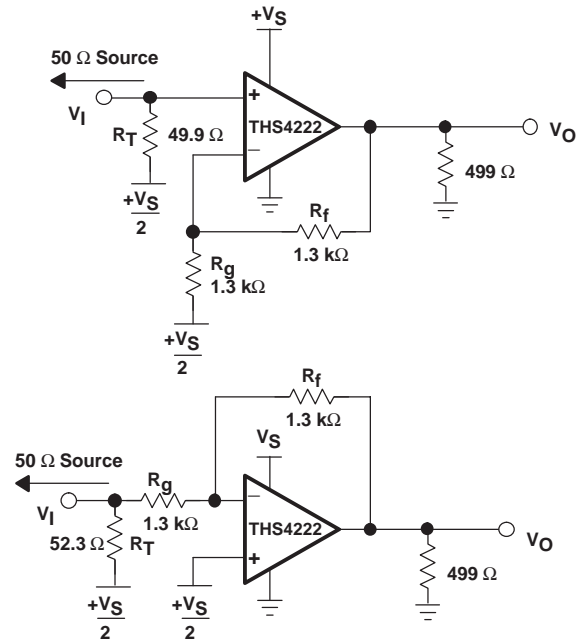 +VS
50 Ω Source
VI
+
THS4222
RT
49.9 Ω
−
VO
499 Ω
+VS
2
Rf
1.3 kΩ
Rg
1.3 kΩ
+VS
2
Rf
1.3 kΩ
VS
50 Ω Source
Rg
VI
1.3 kΩ
−
THS4222
VO
52.3 Ω
RT
+
499 Ω
+VS
2
+VS
2